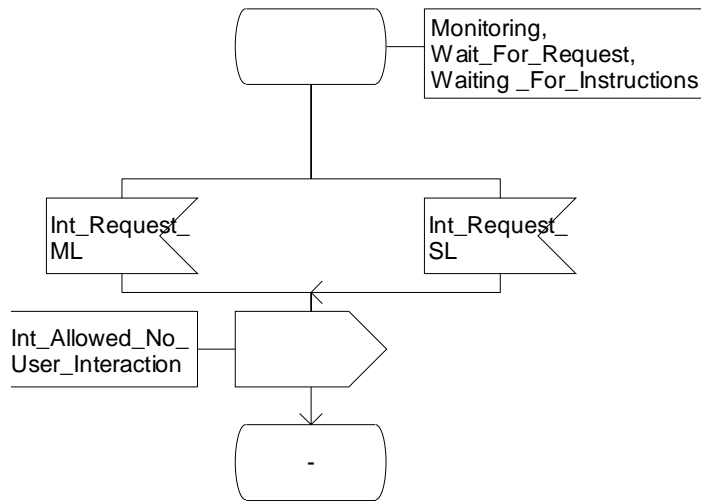 Monitoring,
Wait_For_Request,
Waiting _For_Instructions
Int_Request_
ML
Int_Request_
SL
Int_Allowed_No_
User_Interaction
-